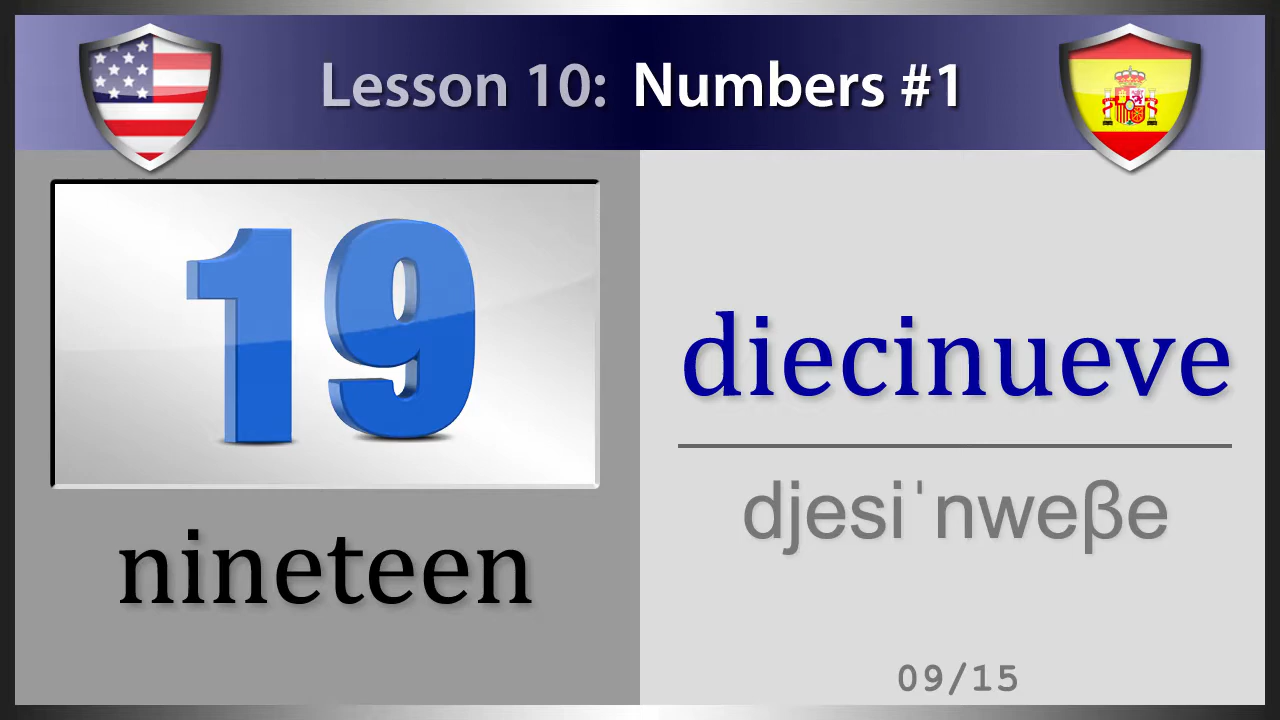 Lesson 10: Numbers #1
19
nineteen
diecinueve
djesiˈnweβe
09/15